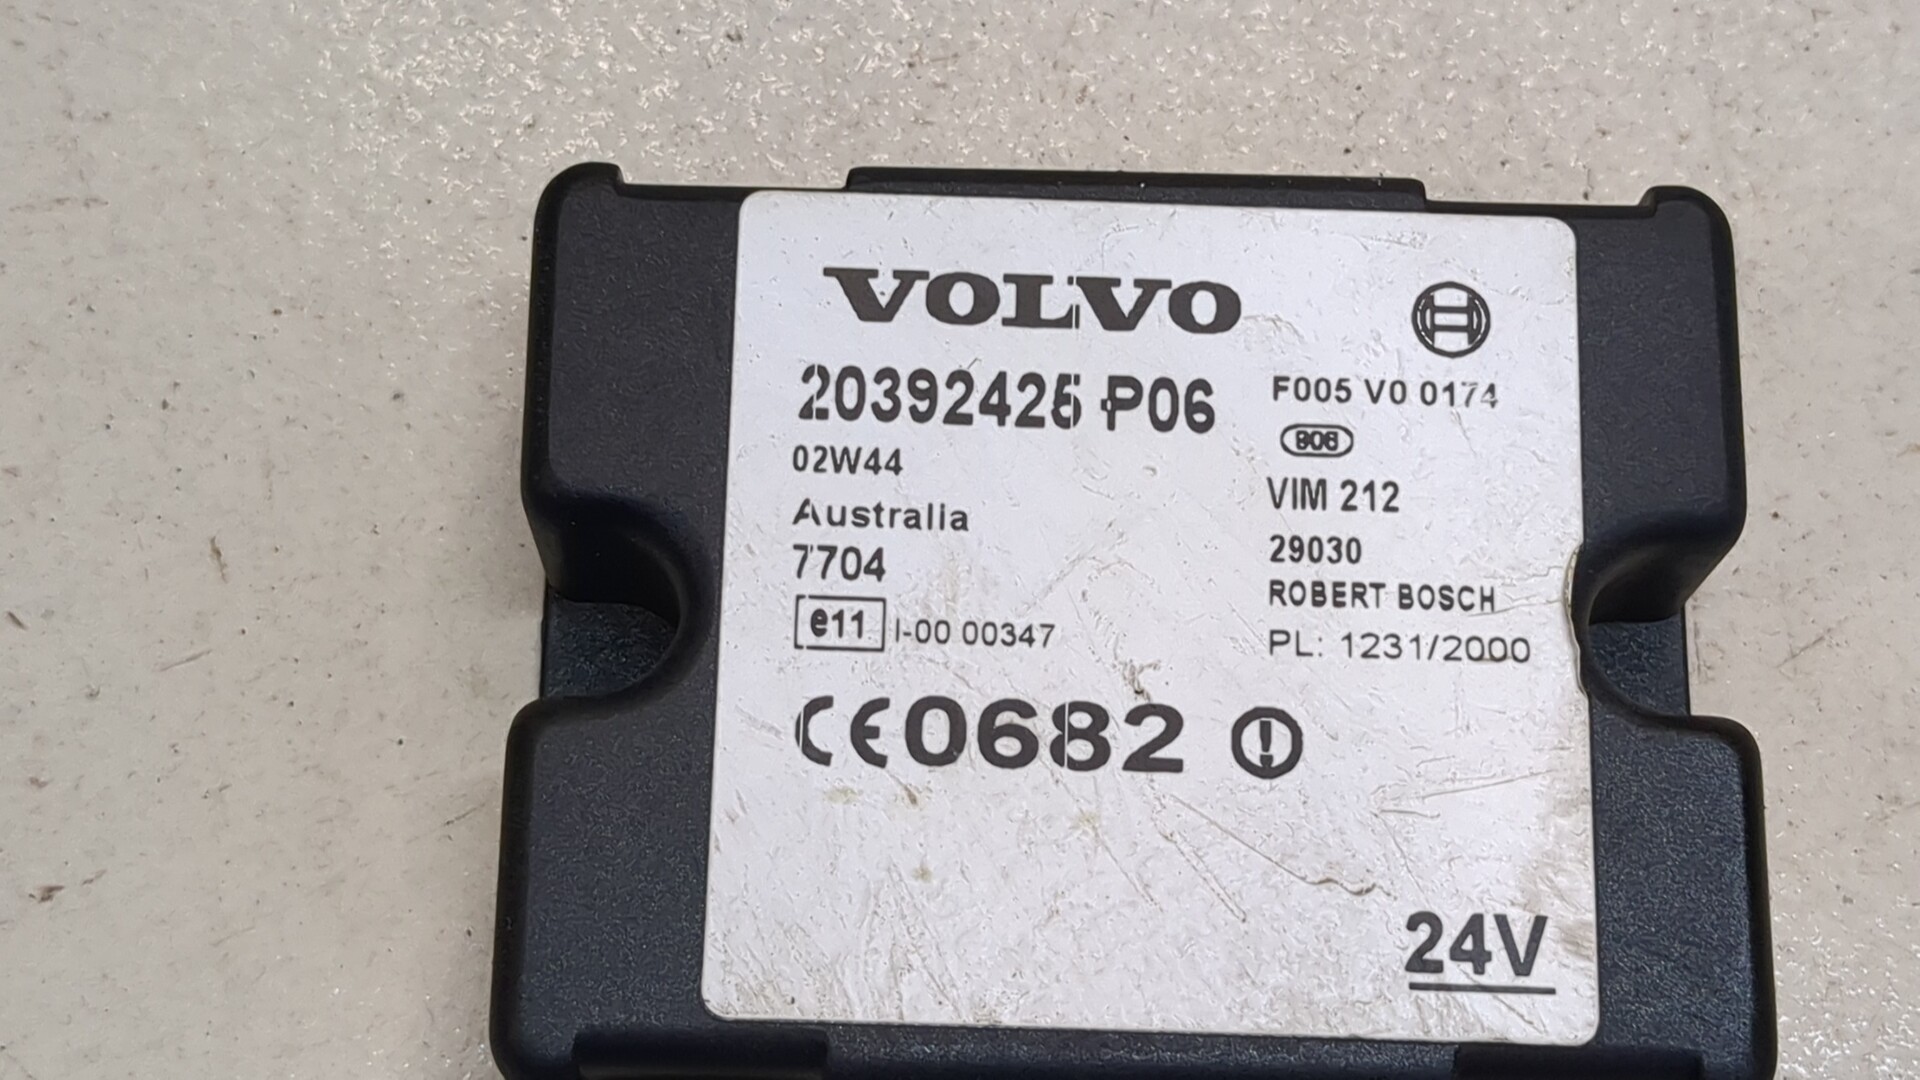 VOLVO
20392425 P06
02W44
Australia
7704
e11 I-00 00347
CE0682
F005 V0 0174
VIM 212
29030
ROBERT BOSCH
PL: 1231/2000
24V